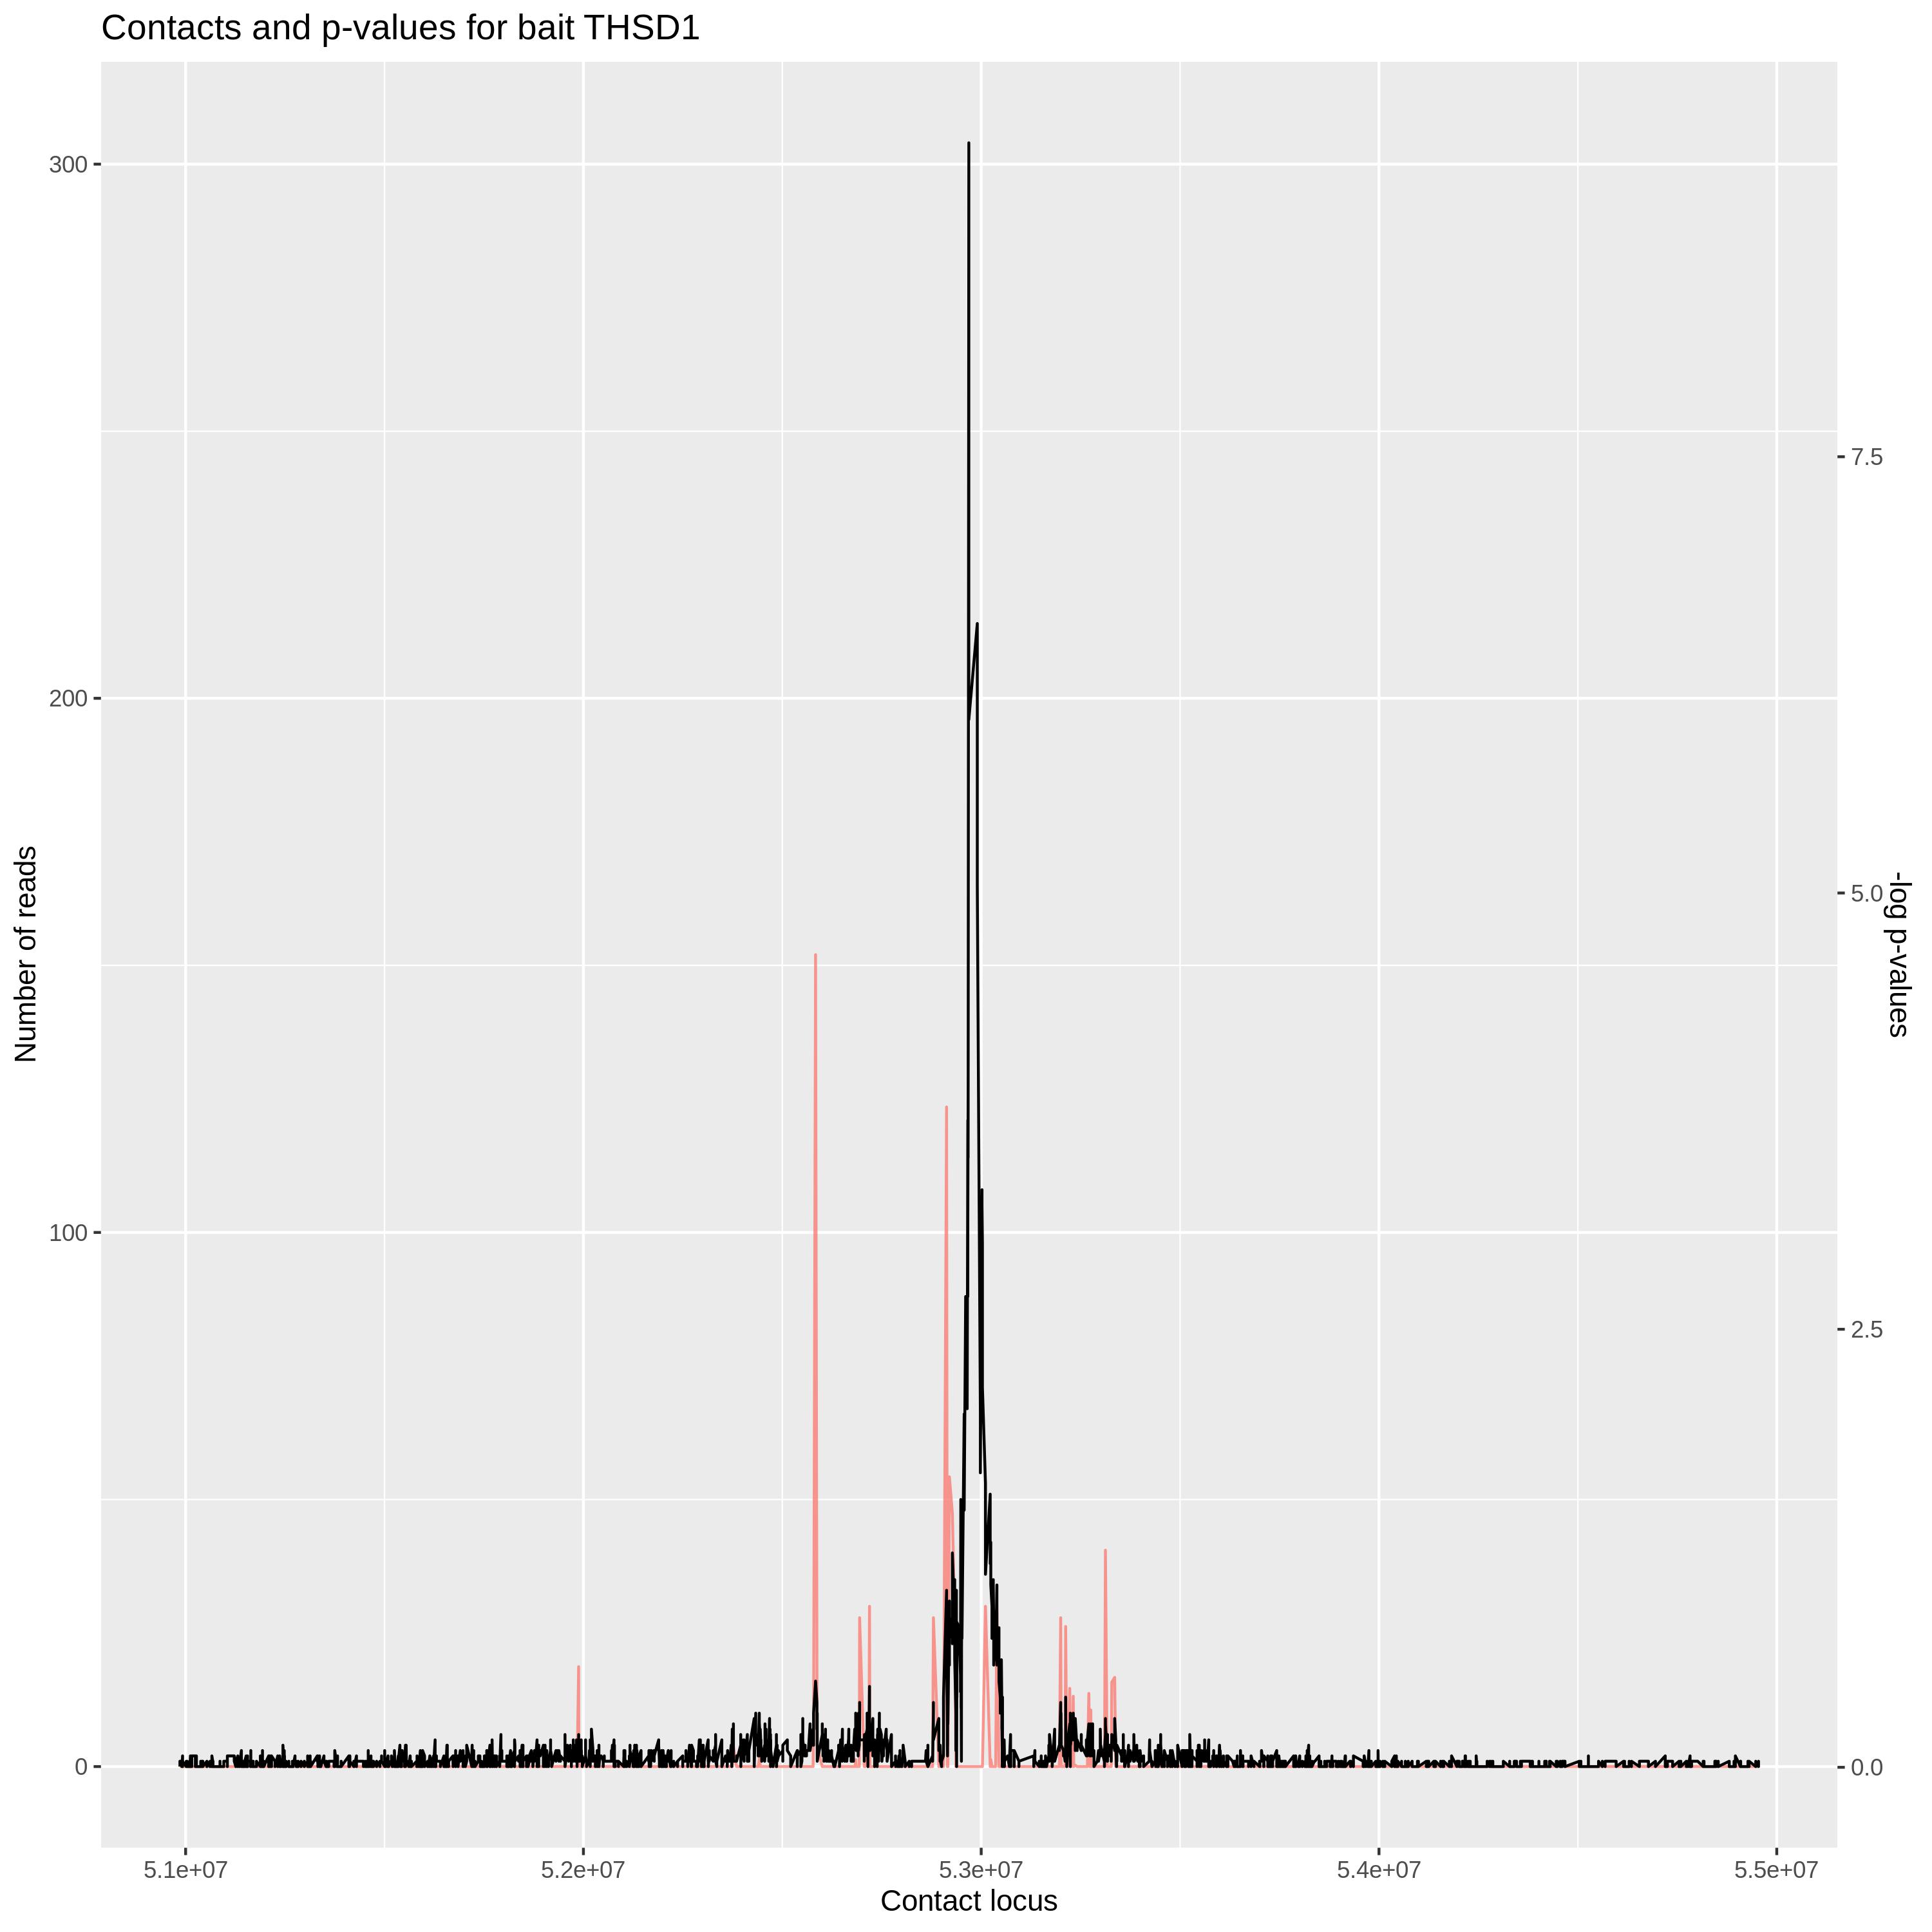 Contacts and p-values for bait THSD1
300
200
100
0
Number of reads
7.5
5.0
2.5
0.0
-log p-values
5.1e+07 5.2e+07 5.3e+07 5.4e+07 5.5e+07
Contact locus